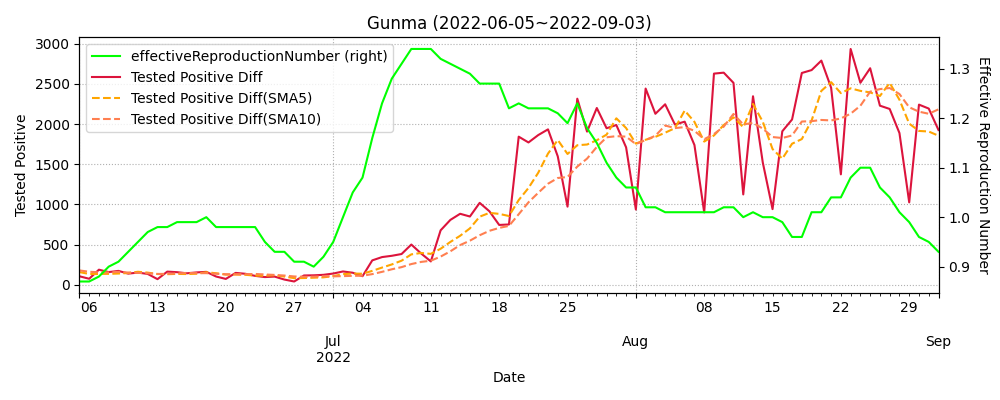 Gunma (2022-06-05~2022-09-03)
effectiveReproductionNumber (right)
Tested Positive Diff
Tested Positive Diff(SMA5)
Tested Positive Diff(SMA10)
Tested Positive
3000
2500
2000
1500
1000
500
0
Effective Reproduction Number
1.3
1.2
1.1
1.0
0.9
06 13 20 27 04 11 18 25 08 15 22 29
Jul Aug Sep
2022
Date